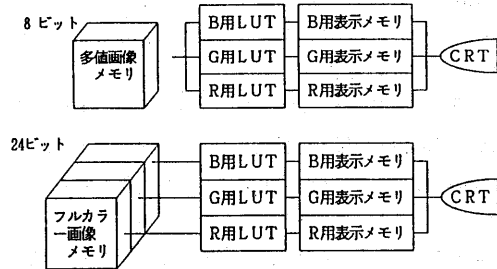 8 ビット
多値画像
メモリ
B用LUT
B用表示メモリ
G用LUT
G用表示メモリ
R用LUT
R用表示メモリ
CRT
24ビット
フルカラ
ー画像
メモリ
B用LUT
B用表示メモリ
G用LUT
G用表示メモリ
R用LUT
R用表示メモリ
CRT